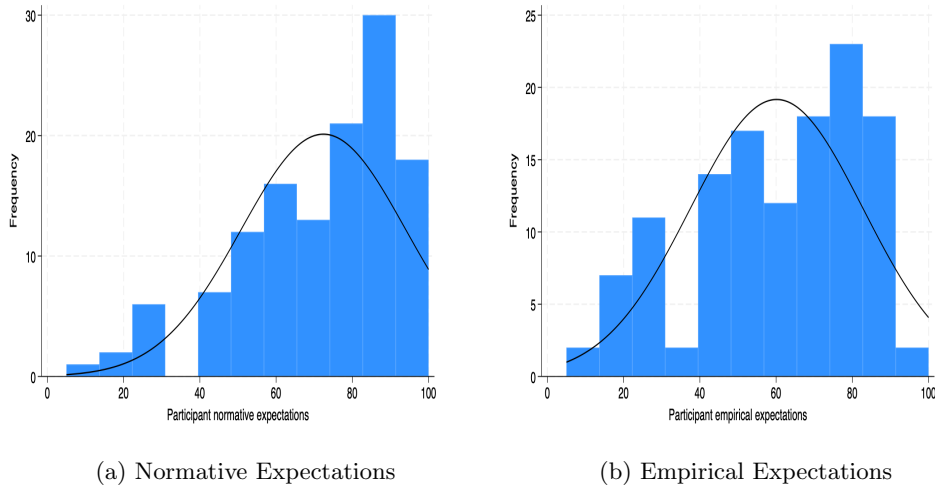 30
20
10
0
Frequency
0 20 40 60 80 100
Participant normative expectations
(a) Normative Expectations
25
20
15
10
5
0
Frequency
0 20 40 60 80 100
Participant empirical expectations
(b) Empirical Expectations